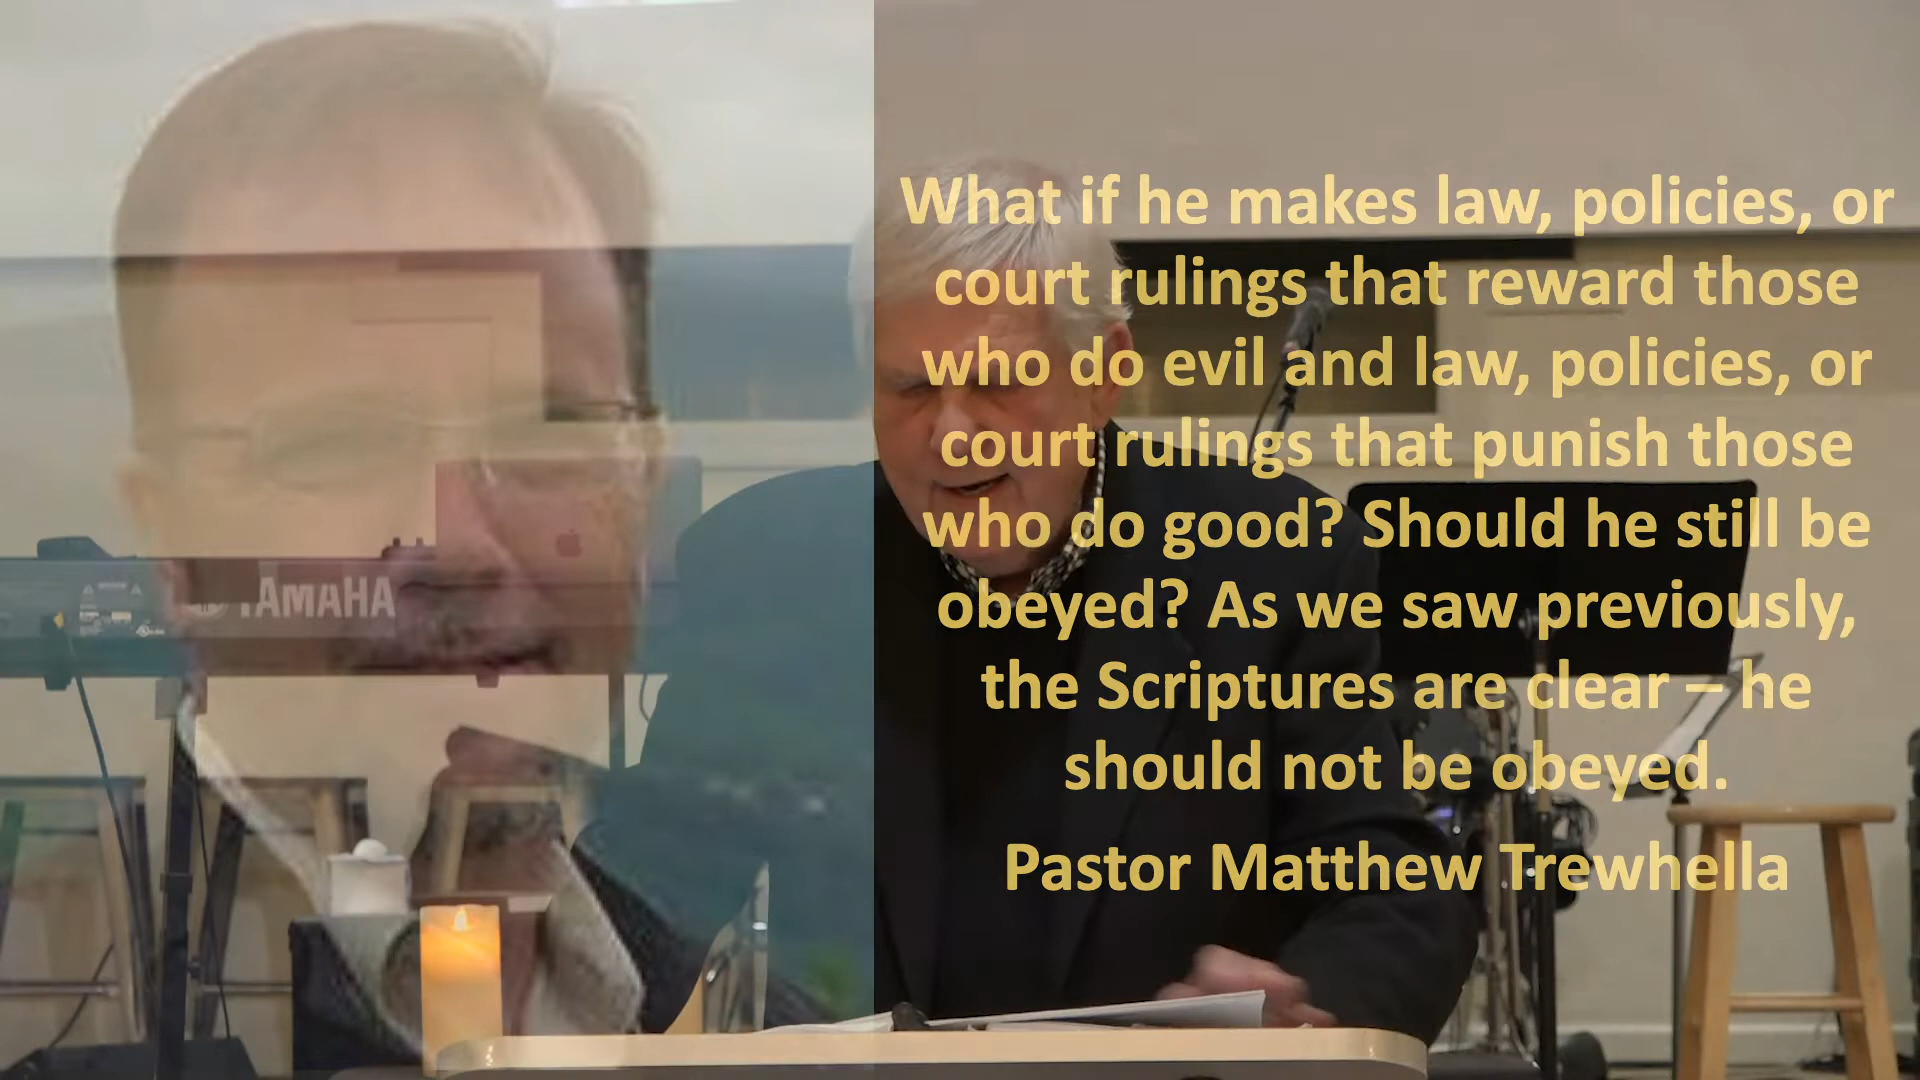 What if he makes law, policies, or
court rulings that reward those
who do evil and law, policies, or
court rulings that punish those
who do good? Should he still be
obeyed? As we saw previously,
the Scriptures are clear – he
should not be obeyed.
Pastor Matthew Trewhella
YAMAHA